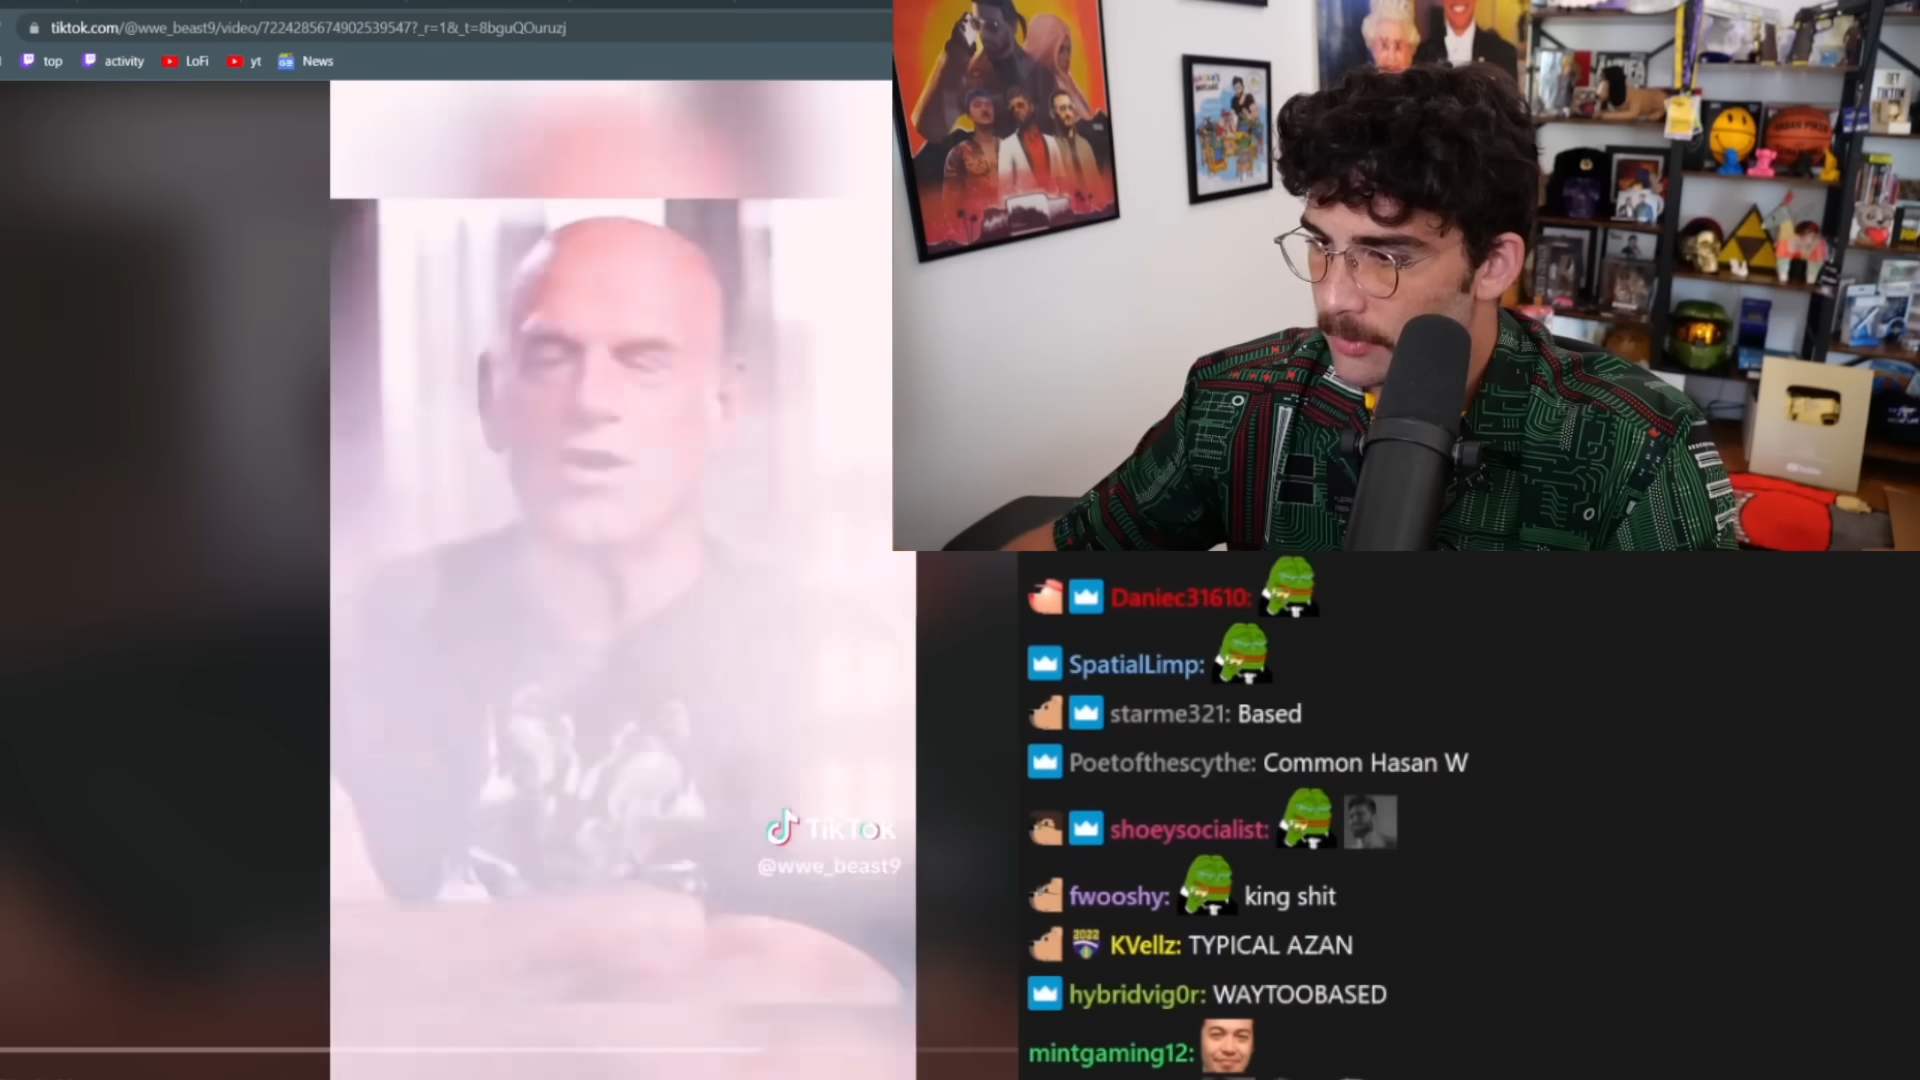 tiktok.com/@wwe_beast9/video/7224285674902539547?_r=1&_t=8bguQOuruzj
top activity LoFi yt News
TikTok
@wwe_beast9
Daniec31610:
SpatialLimp:
starme321: Based
Poetofthescythe: Common Hasan W
shoeysocialist:
fwooshy: king shit
2022
KVellz: TYPICAL AZAN
hybridvig0r: WAYTOOBASED
mintgaming12: